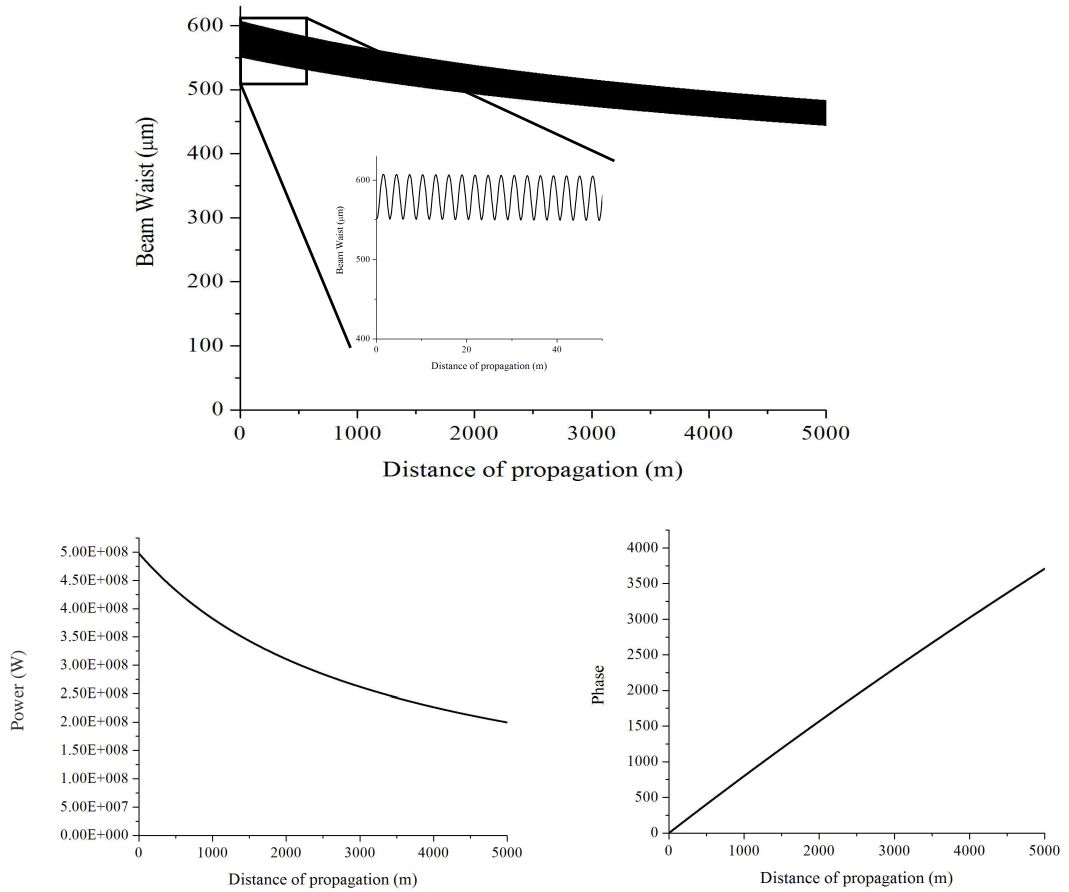 600
500
400
300
200
100
0
Beam Waist (μm)
0 1000 2000 3000 4000 5000
Distance of propagation (m)
600
500
400
Beam Waist (μm)
0 20 40
Distance of propagation (m)
5.00E+008
4.50E+008
4.00E+008
3.50E+008
3.00E+008
2.50E+008
2.00E+008
1.50E+008
1.00E+008
5.00E+007
0.00E+000
Power (W)
0 1000 2000 3000 4000 5000
Distance of propagation (m)
4000
3500
3000
2500
2000
1500
1000
500
0
Phase
0 1000 2000 3000 4000 5000
Distance of propagation (m)